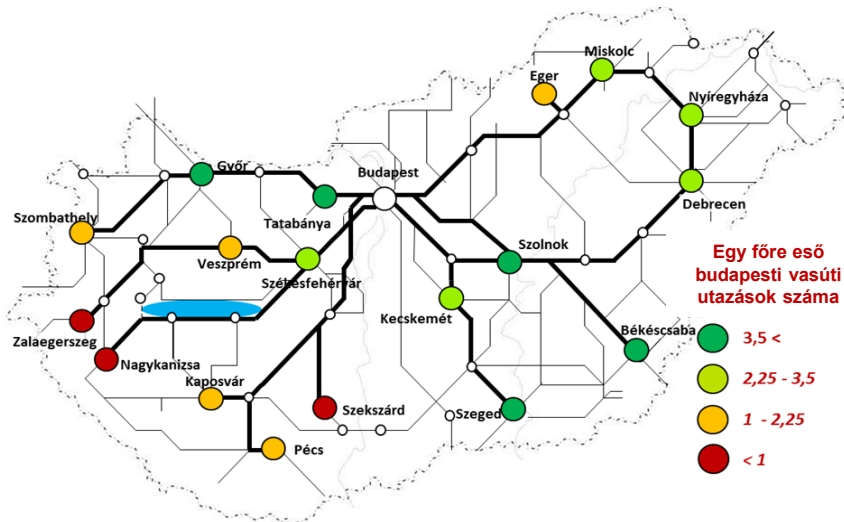 Miskolc
Eger
Nyíregyháza
Győr
Budapest
Debrecen
Szombathely
Tatabánya
Szolnok
Veszprém
Székesfehérvár
Kecskemét
Békéscsaba
Zalaegerszeg
Nagykanizsa
Kaposvár
Szekszárd
Szeged
Pécs
Egy főre eső
budapesti vasúti
utazások száma
3,5 <
2,25 - 3,5
1 - 2,25
< 1